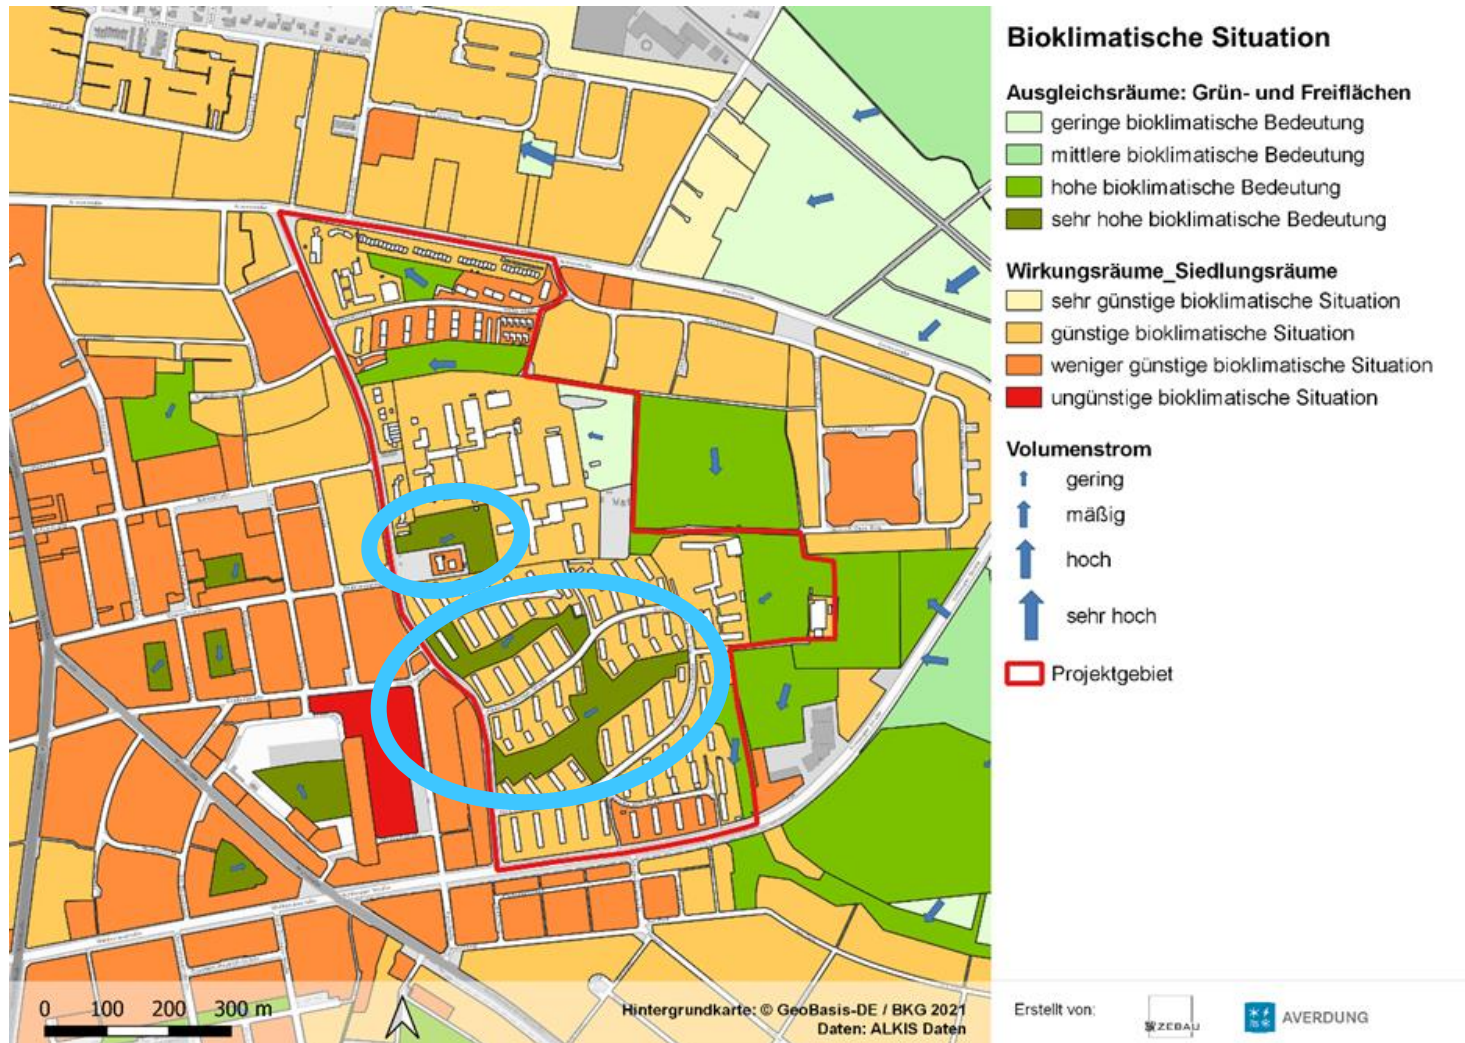 Bioklimatische Situation
Ausgleichsräume: Grün- und Freiflächen
geringe bioklimatische Bedeutung
mittlere bioklimatische Bedeutung
hohe bioklimatische Bedeutung
sehr hohe bioklimatische Bedeutung
Wirkungsräume_Siedlungsräume
sehr günstige bioklimatische Situation
günstige bioklimatische Situation
weniger günstige bioklimatische Situation
ungünstige bioklimatische Situation
Volumenstrom
gering
mäßig
hoch
sehr hoch
Projektgebiet
0 100 200 300 m
Hintergrundkarte: © GeoBasis-DE / BKG 2021
Daten: ALKIS Daten
Erstellt von:
ZEBAU
AVERDUNG